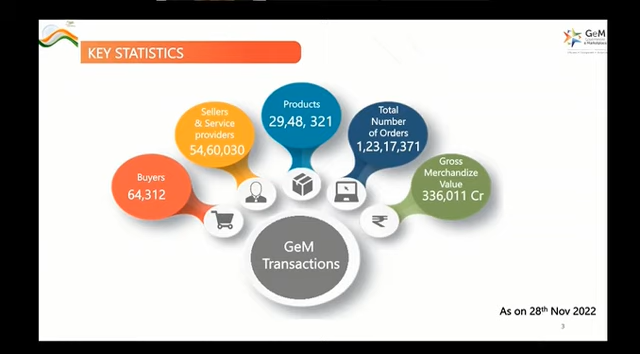 KEY STATISTICS
GeM
Products
29,48, 321
Sellers
& Service
providers
54,60,030
Total
Number
of Orders
1,23,17,371
Buyers
64,312
Gross
Merchandize
Value
336,011 Cr
GeM
Transactions
As on 28th Nov 2022
3